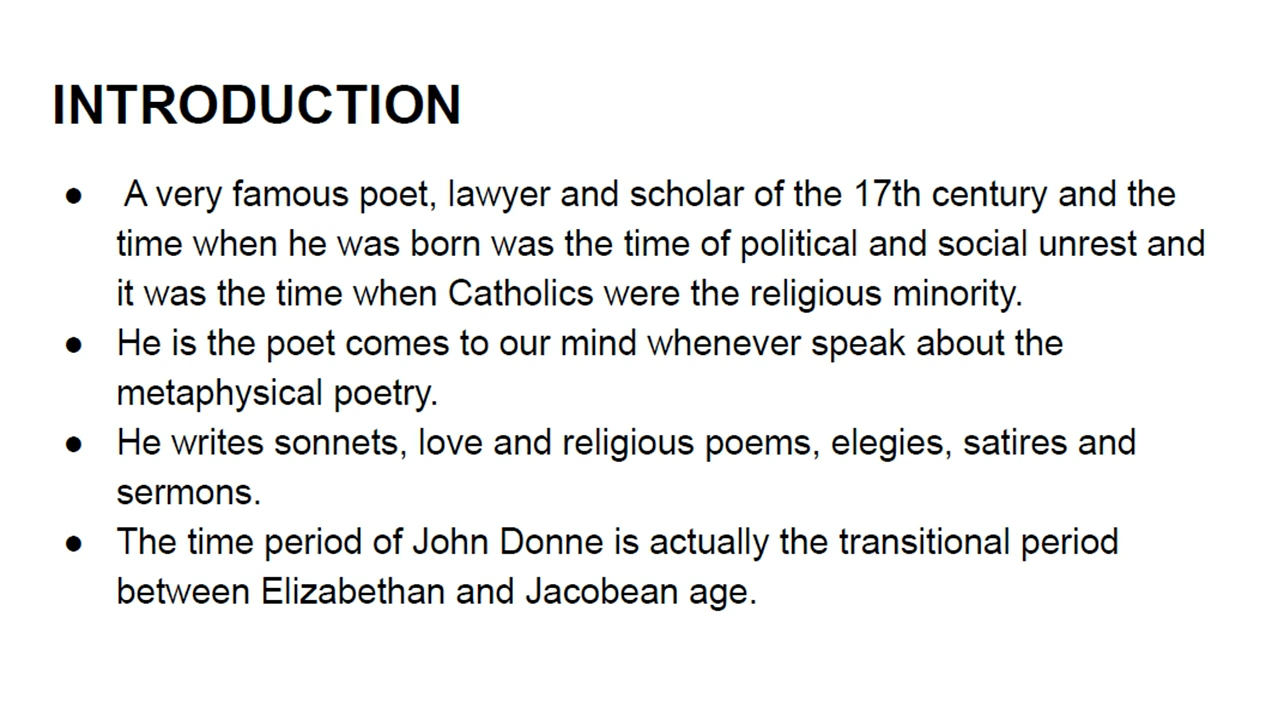 INTRODUCTION
● A very famous poet, lawyer and scholar of the 17th century and the
time when he was born was the time of political and social unrest and
it was the time when Catholics were the religious minority.
● He is the poet comes to our mind whenever speak about the
metaphysical poetry.
● He writes sonnets, love and religious poems, elegies, satires and
sermons.
● The time period of John Donne is actually the transitional period
between Elizabethan and Jacobean age.